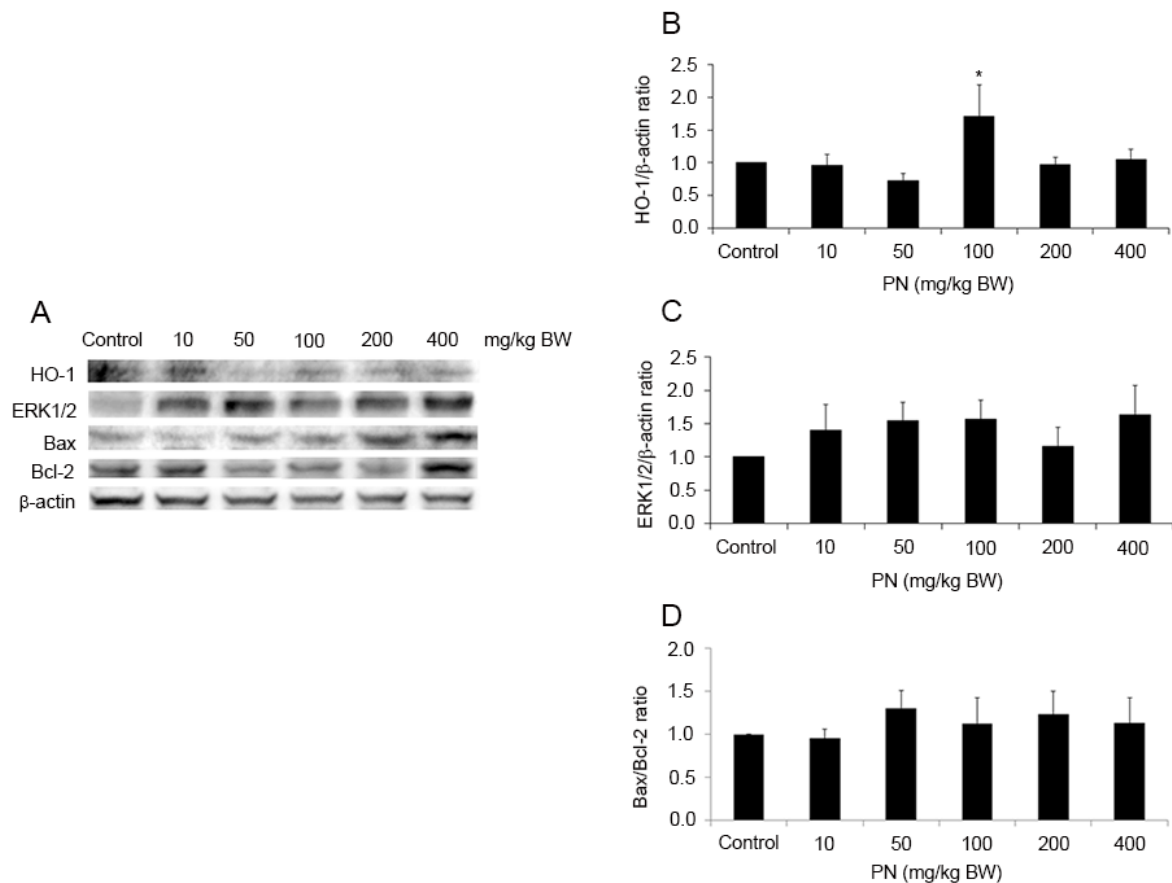 A
Control 10 50 100 200 400 mg/kg BW
HO-1
ERK1/2
Bax
Bcl-2
β-actin
B
HO-1/β-actin ratio
2.5
2.0
1.5
1.0
0.5
0.0
*
Control 10 50 100 200 400
PN (mg/kg BW)
C
ERK1/2/β-actin ratio
2.5
2.0
1.5
1.0
0.5
0.0
Control 10 50 100 200 400
PN (mg/kg BW)
D
Bax/Bcl-2 ratio
2.0
1.5
1.0
0.5
0.0
Control 10 50 100 200 400
PN (mg/kg BW)